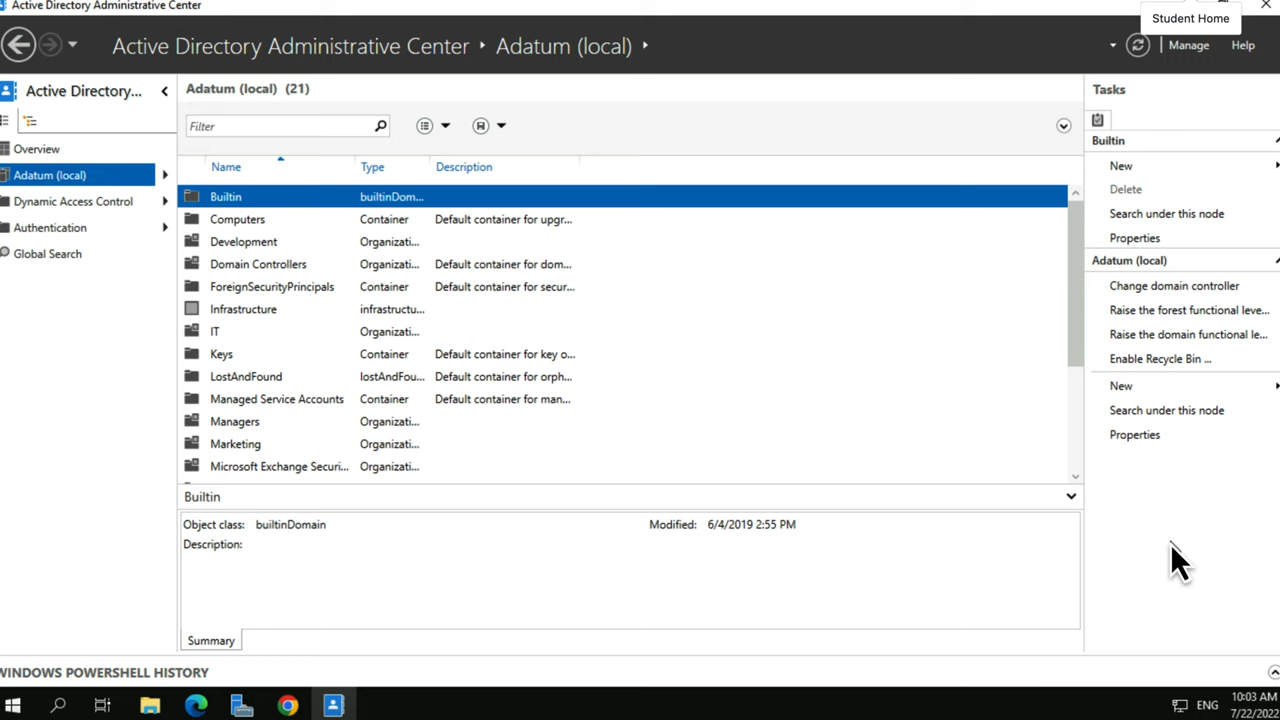 Active Directory Administrative Center
Student Home
Active Directory Administrative Center • Adatum (local) •
Manage
Help
Active Directory...
Overview
Adatum (local)
Dynamic Access Control
Authentication
Global Search
Adatum (local) (21)
Filter
Name Type Description
Builtin builtinDom...
Computers Container Default container for upgr...
Development Organizati...
Domain Controllers Organizati... Default container for dom...
ForeignSecurityPrincipals Container Default container for secur...
Infrastructure infrastructu...
IT Organizati...
Keys Container Default container for key o...
LostAndFound lostAndFou... Default container for orph...
Managed Service Accounts Container Default container for man...
Managers Organizati...
Marketing Organizati...
Microsoft Exchange Securi... Organizati...
Builtin
Object class: builtinDomain Modified: 6/4/2019 2:55 PM
Description:
Summary
Tasks
Builtin
New
Delete
Search under this node
Properties
Adatum (local)
Change domain controller
Raise the forest functional leve...
Raise the domain functional le...
Enable Recycle Bin ...
New
Search under this node
Properties
WINDOWS POWERSHELL HISTORY
ENG
10:03 AM
7/22/2022